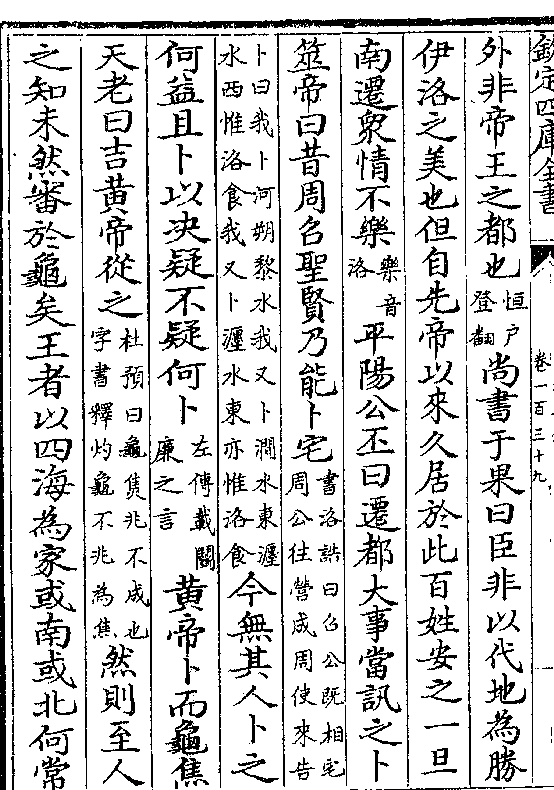 欽定四庫全書
卷一百三十九
外非帝王之都也恒戶登翻尚書于果曰臣非以代地為勝
伊洛之美也但自先帝以來久居於此百姓安之一旦
南遷衆情不樂樂音洛平陽公丕曰遷都大事當訊之卜
筮帝曰昔周召聖賢乃能卜宅書洛誥曰召公既相宅周公往營成周使來告
卜曰我卜河朔黎水我又卜澗水東瀍水西惟洛食我又卜瀍水東亦惟洛食今無其人卜之
何益且卜以决疑不疑何卜左傳載鬬廉之言黄帝卜而龜焦
天老曰吉黄帝從之杜預曰龜焦兆不成也字書釋灼龜不兆為焦然則至人
之知未然審於龜矣王者以四海為家或南或北何常